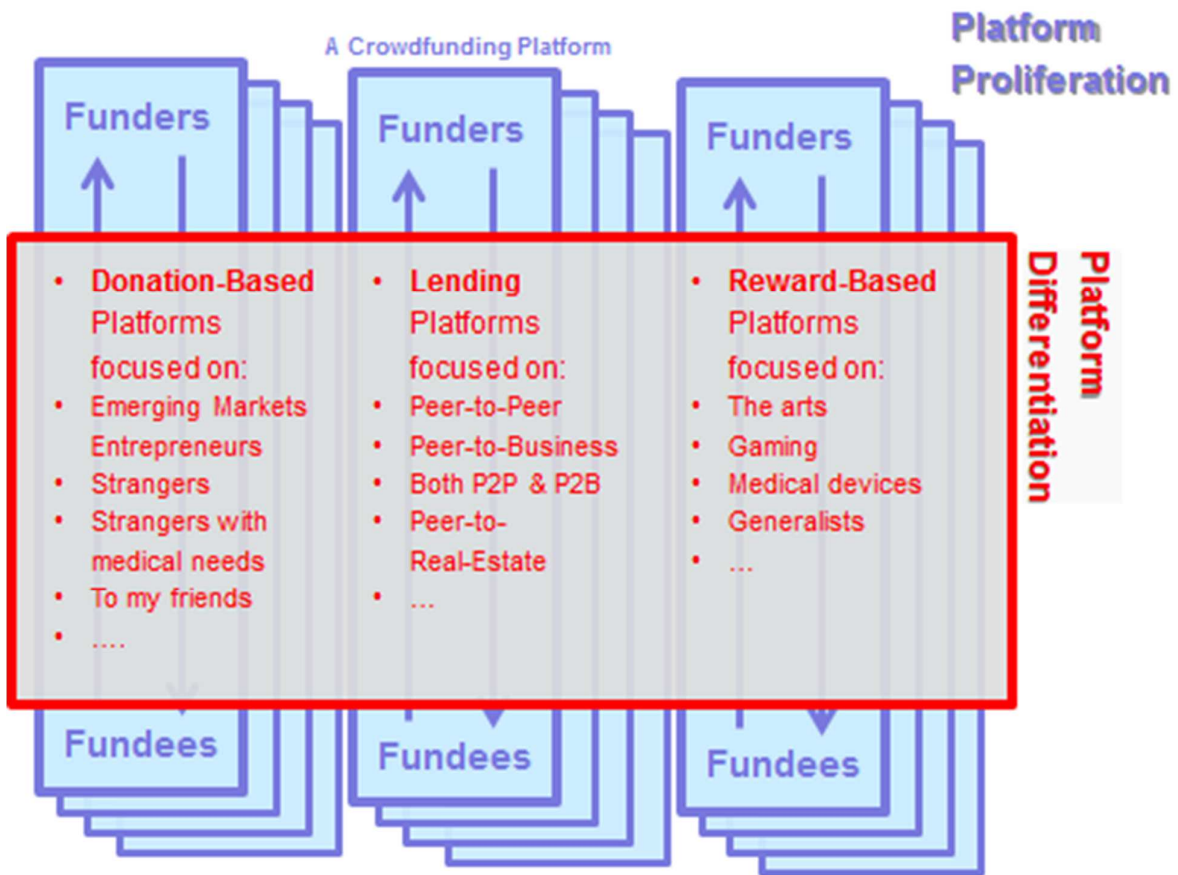 A Crowdfunding Platform
Platform
Proliferation
Funders
Funders
Funders
• Donation-Based
Platforms
focused on:
• Emerging Markets
Entrepreneurs
• Strangers
• Strangers with
medical needs
• To my friends
• ....
• Lending
Platforms
focused on:
• Peer-to-Peer
• Peer-to-Business
• Both P2P & P2B
• Peer-to-
Real-Estate
• ...
• Reward-Based
Platforms
focused on:
• The arts
• Gaming
• Medical devices
• Generalists
• ...
Platform
Differentiation
Fundees
Fundees
Fundees